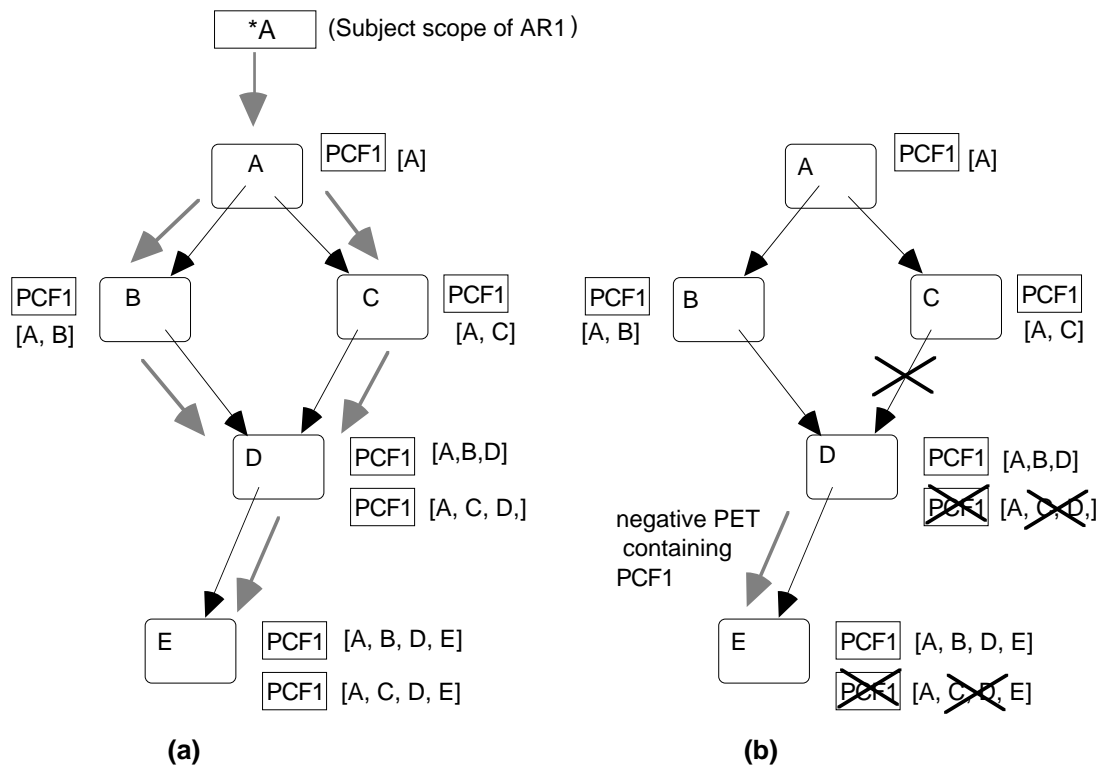 *A (Subject scope of AR1)
A PCF1 [A]
PCF1 B C PCF1
[A, B] [A, C]
D PCF1 [A,B,D]
PCF1 [A, C, D,]
E PCF1 [A, B, D, E]
PCF1 [A, C, D, E]
(a)
A PCF1 [A]
PCF1 B C PCF1
[A, B] [A, C]
D PCF1 [A,B,D]
PCF1 [A, C, D,]
negative PET
containing
PCF1
E PCF1 [A, B, D, E]
PCF1 [A, C, D, E]
(b)